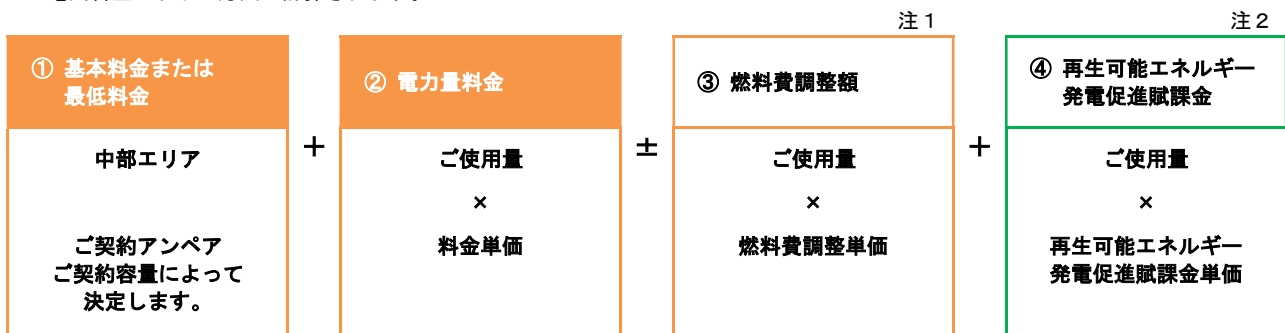 注1
注2
① 基本料金または
最低料金
② 電力量料金
③ 燃料費調整額
④ 再生可能エネルギー
発電促進賦課金
中部エリア
ご契約アンペア
ご契約容量によって
決定します。
+
ご使用量
×
料金単価
±
ご使用量
×
燃料費調整単価
+
ご使用量
×
再生可能エネルギー
発電促進賦課金単価